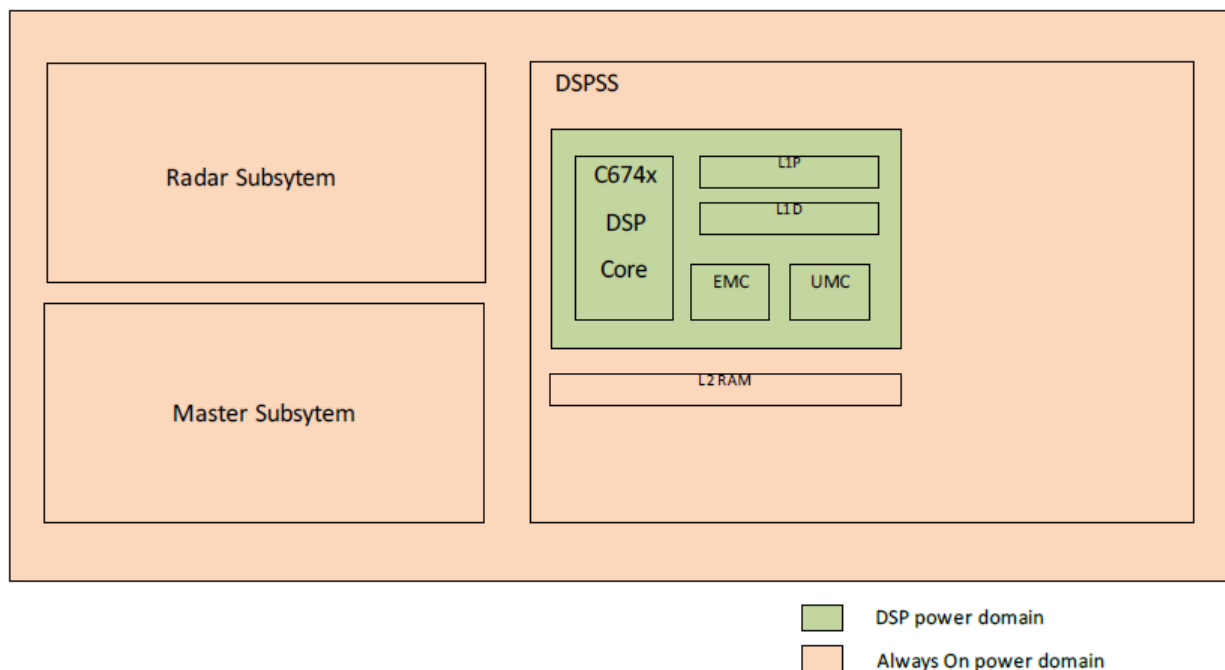 Radar Subsytem
Master Subsytem
DSPSS
C674x
DSP
Core
L1P
L1D
EMC
UMC
L2 RAM
DSP power domain
Always On power domain